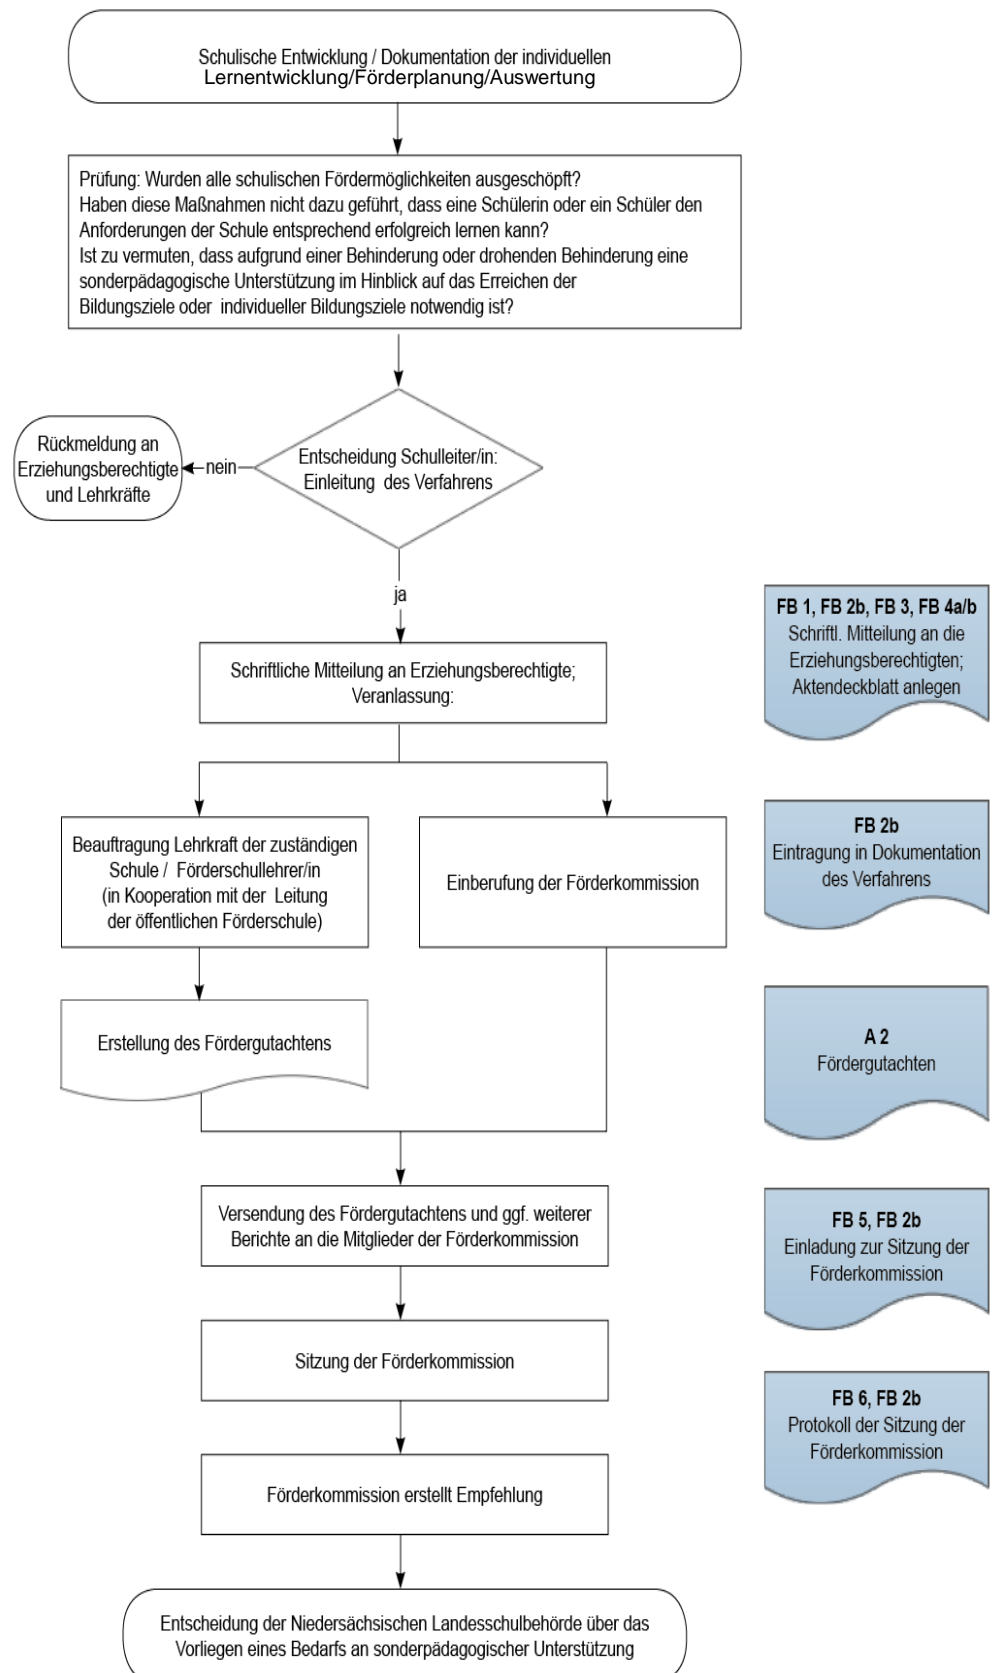 Schulische Entwicklung / Dokumentation der individuellen
Lernentwicklung/Förderplanung/Auswertung
Prüfung: Wurden alle schulischen Fördermöglichkeiten ausgeschöpft?
Haben diese Maßnahmen nicht dazu geführt, dass eine Schülerin oder ein Schüler den
Anforderungen der Schule entsprechend erfolgreich lernen kann?
Ist zu vermuten, dass aufgrund einer Behinderung oder drohenden Behinderung eine
sonderpädagogische Unterstützung im Hinblick auf das Erreichen der
Bildungsziele oder individueller Bildungsziele notwendig ist?
Entscheidung Schulleiter/in:
Einleitung des Verfahrens
nein
Rückmeldung an
Erziehungsberechtigte
und Lehrkräfte
ja
Schriftliche Mitteilung an Erziehungsberechtigte;
Veranlassung:
FB 1, FB 2b, FB 3, FB 4a/b
Schriftl. Mitteilung an die
Erziehungsberechtigten;
Aktendeckblatt anlegen
Beauftragung Lehrkraft der zuständigen
Schule / Förderschullehrer/in
(in Kooperation mit der Leitung
der öffentlichen Förderschule)
Einberufung der Förderkommission
FB 2b
Eintragung in Dokumentation
des Verfahrens
Erstellung des Fördergutachtens
A 2
Fördergutachten
Versendung des Fördergutachtens und ggf. weiterer
Berichte an die Mitglieder der Förderkommission
FB 5, FB 2b
Einladung zur Sitzung der
Förderkommission
Sitzung der Förderkommission
FB 6, FB 2b
Protokoll der Sitzung der
Förderkommission
Förderkommission erstellt Empfehlung
Entscheidung der Niedersächsischen Landesschulbehörde über das
Vorliegen eines Bedarfs an sonderpädagogischer Unterstützung